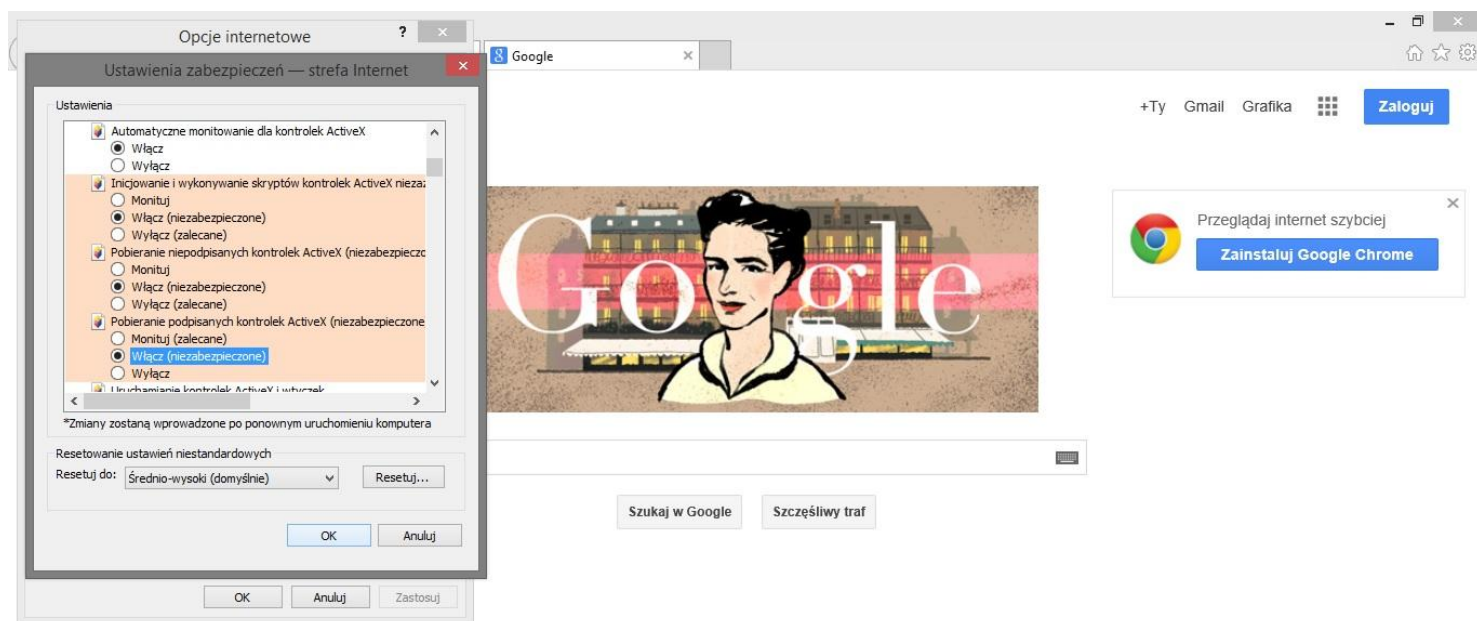 Opcje internetowe
?
Google
Ustawienia zabezpieczeń — strefa Internet
Ustawienia
Automatyczne monitowanie dla kontrolek ActiveX
Włącz
Wyłącz
Inicjowanie i wykonywanie skryptów kontrolek ActiveX
Monituj
Włącz (niezabezpieczone)
Wyłącz (zalecane)
Pobieranie niepodpisanych kontrolek ActiveX
Monituj
Włącz (niezabezpieczone)
Wyłącz (zalecane)
Pobieranie podpisanych kontrolek ActiveX (niezabezpieczone
Monituj (zalecane)
Włącz (niezabezpieczone)
Wyłącz
Uruchamianie kontrolek ActiveX i wtyczek
*Zmiany zostaną wprowadzone po ponownym uruchomieniu komputera
Resetowanie ustawień niestandardowych
Resetuj do: Średnio-wysoki (domyślnie) Resetuj...
OK Anuluj
OK Anuluj Zastosuj
+Ty Gmail Grafika Zaloguj
Przeglądaj internet szybciej
Zainstaluj Google Chrome
Google
Szukaj w Google Szczęśliwy traf